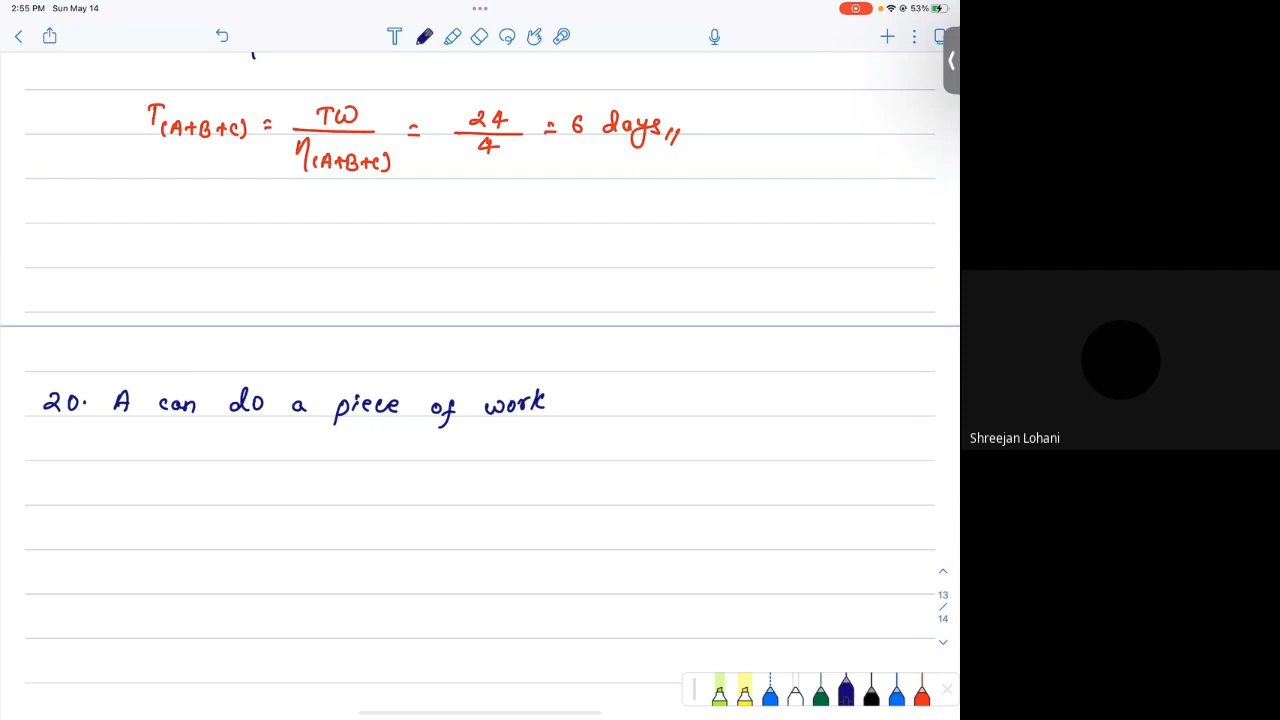 2:55 PM Sun May 14
53%
T(A+B+C) = TW / η(A+B+C) = 24 / 4 = 6 days,,
20. A can do a piece of work
Shreejan Lohani
13
/
14